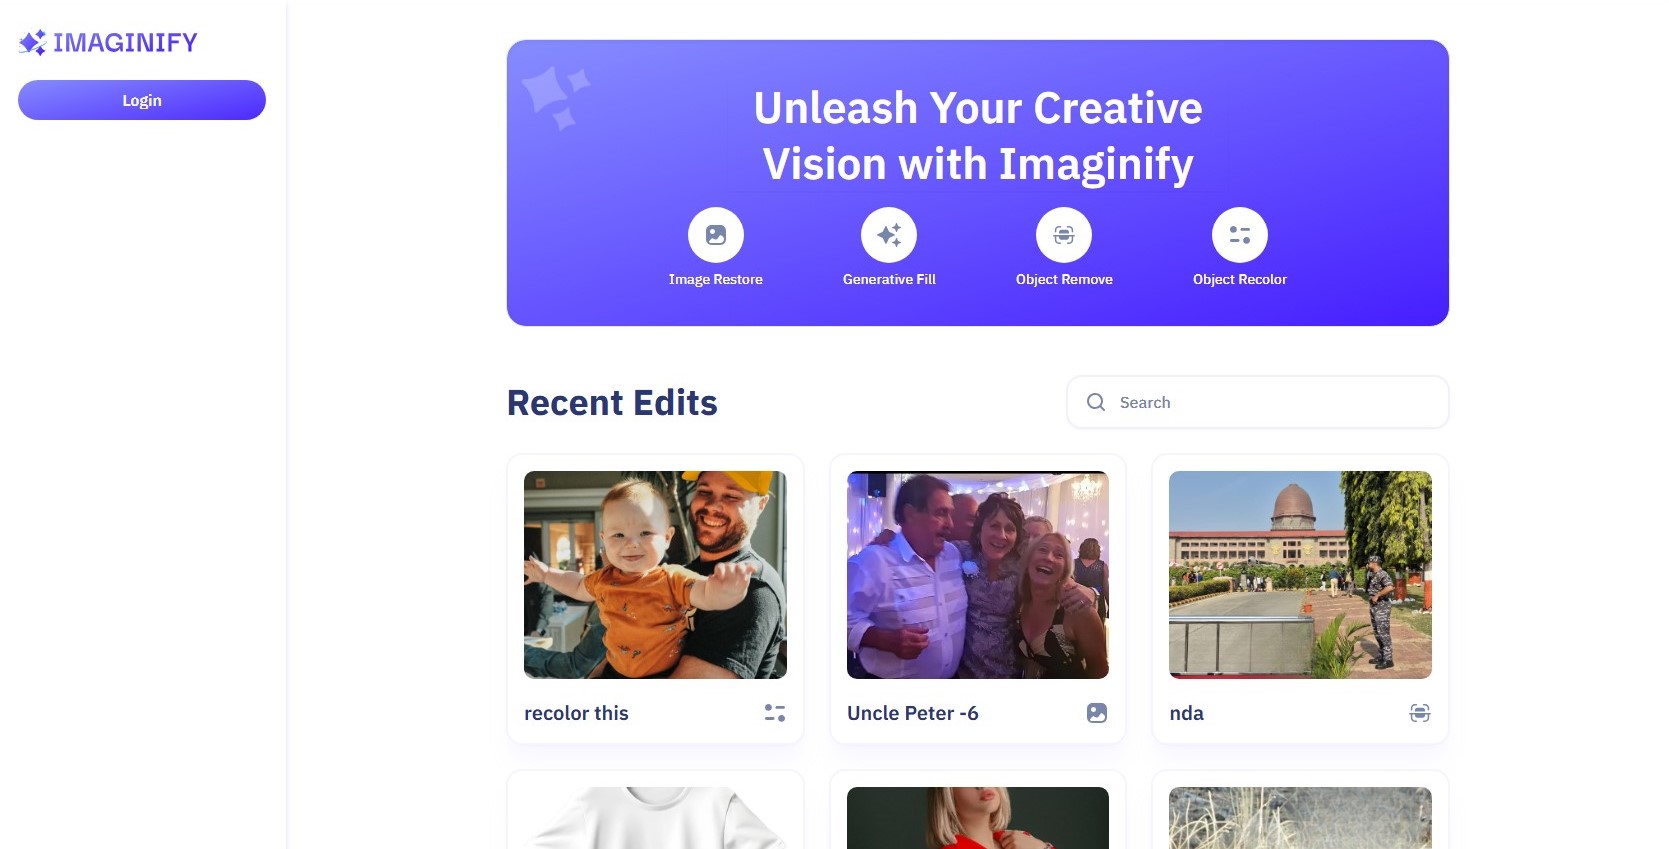 IMAGINIFY
Login
Unleash Your Creative
Vision with Imaginify
Image Restore
Generative Fill
Object Remove
Object Recolor
Recent Edits
Search
recolor this
Uncle Peter -6
nda